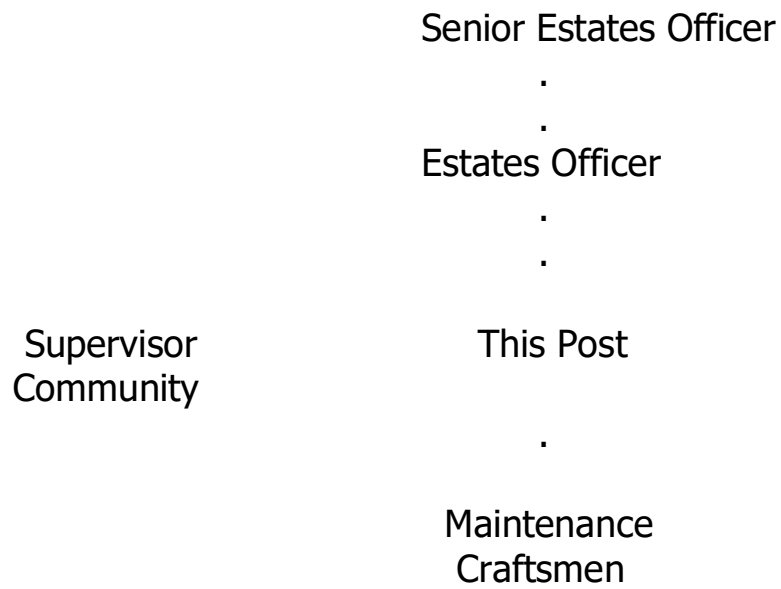 Senior Estates Officer
.
.
Estates Officer
.
.
Supervisor
Community
This Post
.
Maintenance
Craftsmen